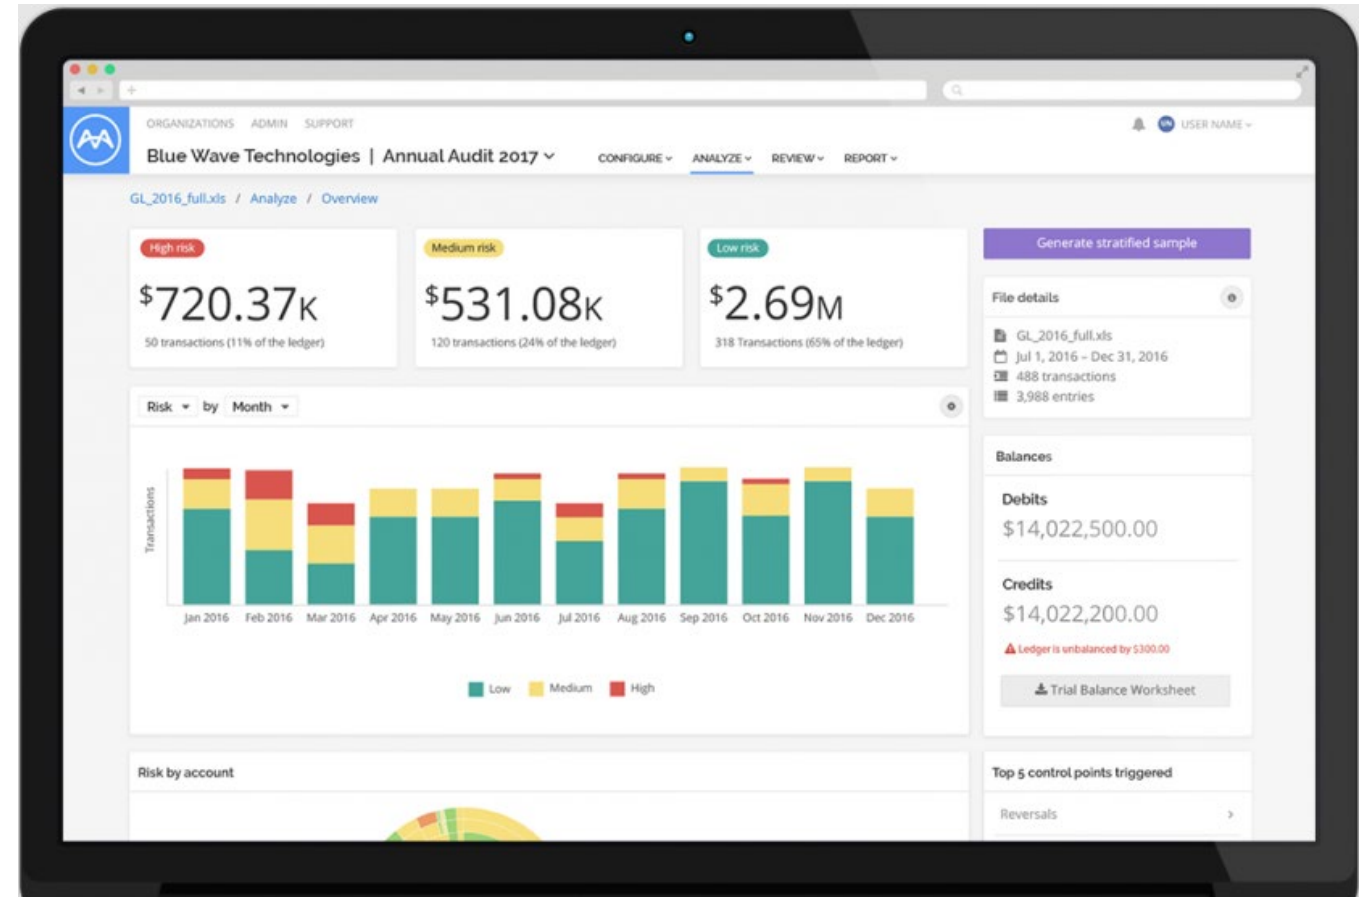 ORGANIZATIONS ADMIN SUPPORT
UN USER NAME
Blue Wave Technologies | Annual Audit 2017
CONFIGURE ANALYZE REVIEW REPORT
GL_2016_full.xls / Analyze / Overview
High risk
$720.37K
50 transactions (11% of the ledger)
Medium risk
$531.08K
120 transactions (24% of the ledger)
Low risk
$2.69M
318 Transactions (65% of the ledger)
Generate stratified sample
File details
GL_2016_full.xls
Jul 1, 2016 – Dec 31, 2016
488 transactions
3,988 entries
Risk by Month
Transactions
Jan 2016 Feb 2016 Mar 2016 Apr 2016 May 2016 Jun 2016 Jul 2016 Aug 2016 Sep 2016 Oct 2016 Nov 2016 Dec 2016
Low Medium High
Balances
Debits
$14,022,500.00
Credits
$14,022,200.00
Ledger is unbalanced by $300.00
Trial Balance Worksheet
Risk by account
Top 5 control points triggered
Reversals